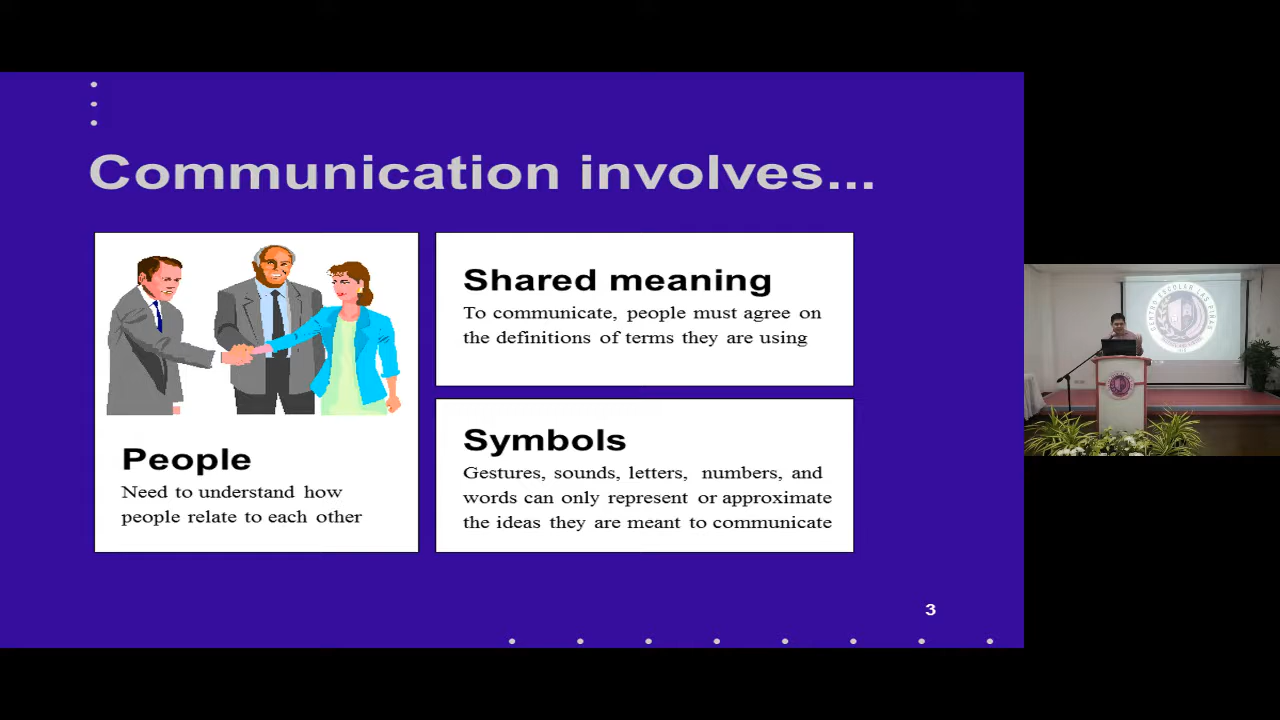 Communication involves...
People
Need to understand how
people relate to each other
Shared meaning
To communicate, people must agree on
the definitions of terms they are using
Symbols
Gestures, sounds, letters, numbers, and
words can only represent or approximate
the ideas they are meant to communicate
3